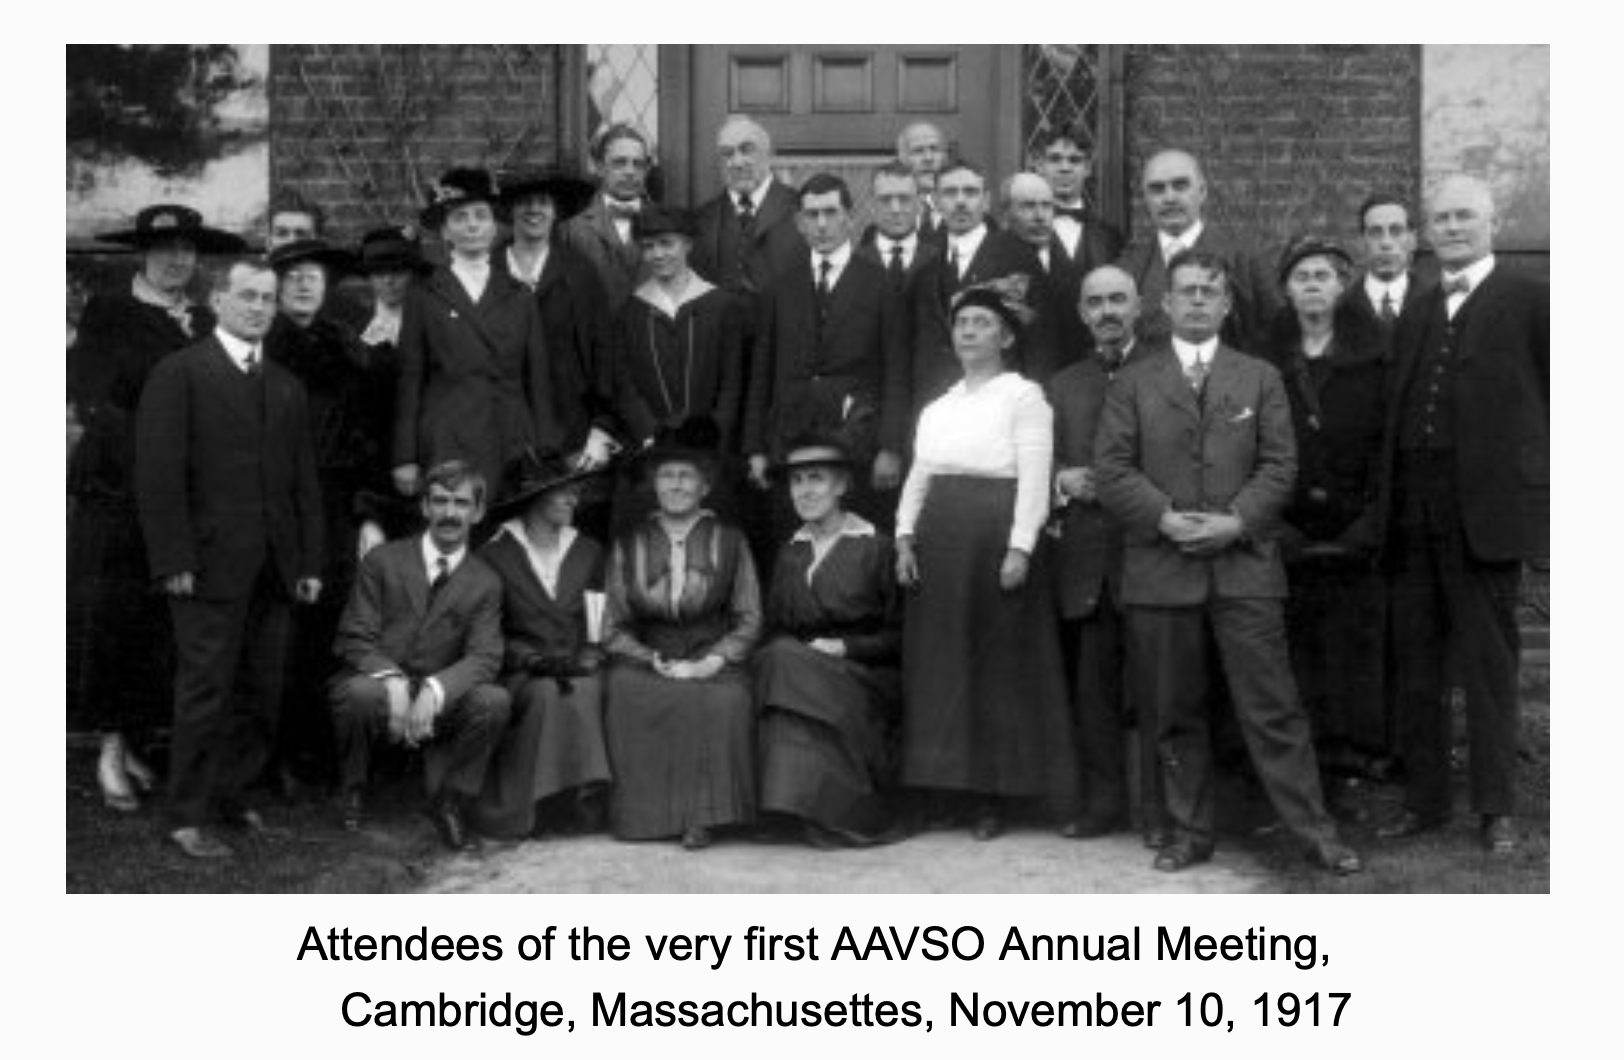 Attendees of the very first AAVSO Annual Meeting,
Cambridge, Massachusettes, November 10, 1917